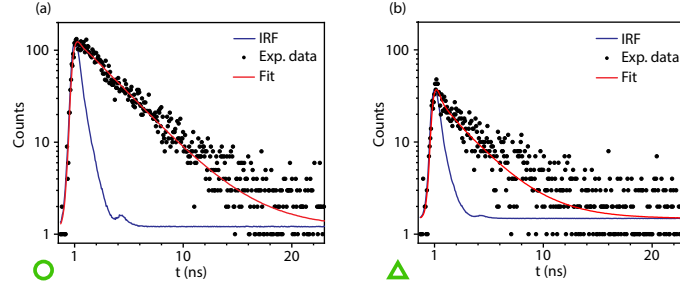 (a)
100
10
1
Counts
IRF
Exp. data
Fit
1
10
20
t (ns)
(b)
100
10
1
Counts
IRF
Exp. data
Fit
1
10
20
t (ns)